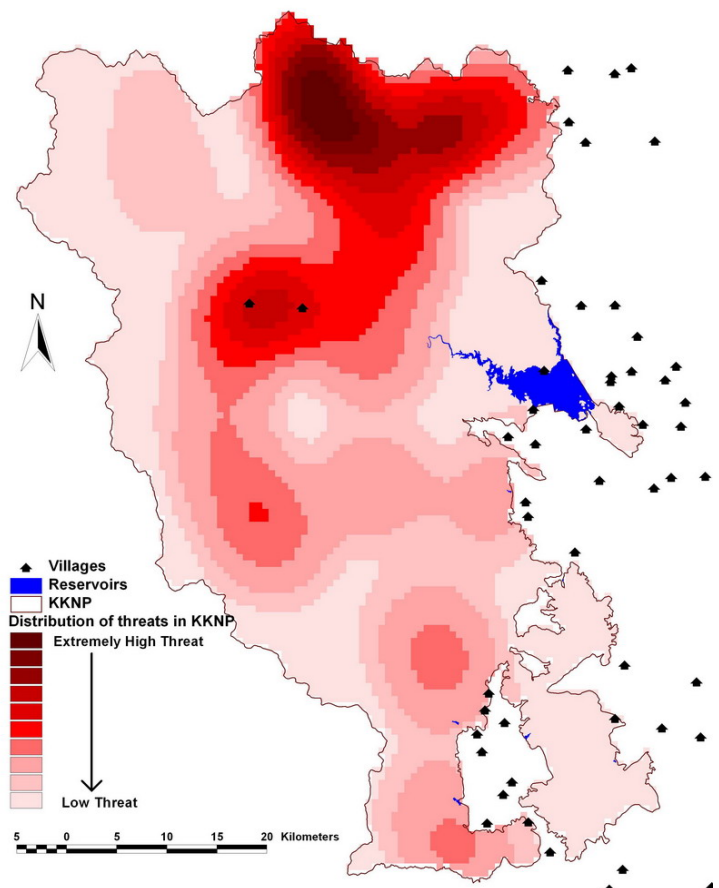 N
Villages
Reservoirs
KKNP
Distribution of threats in KKNP
Extremely High Threat
Low Threat
5 0 5 10 15 20 Kilometers